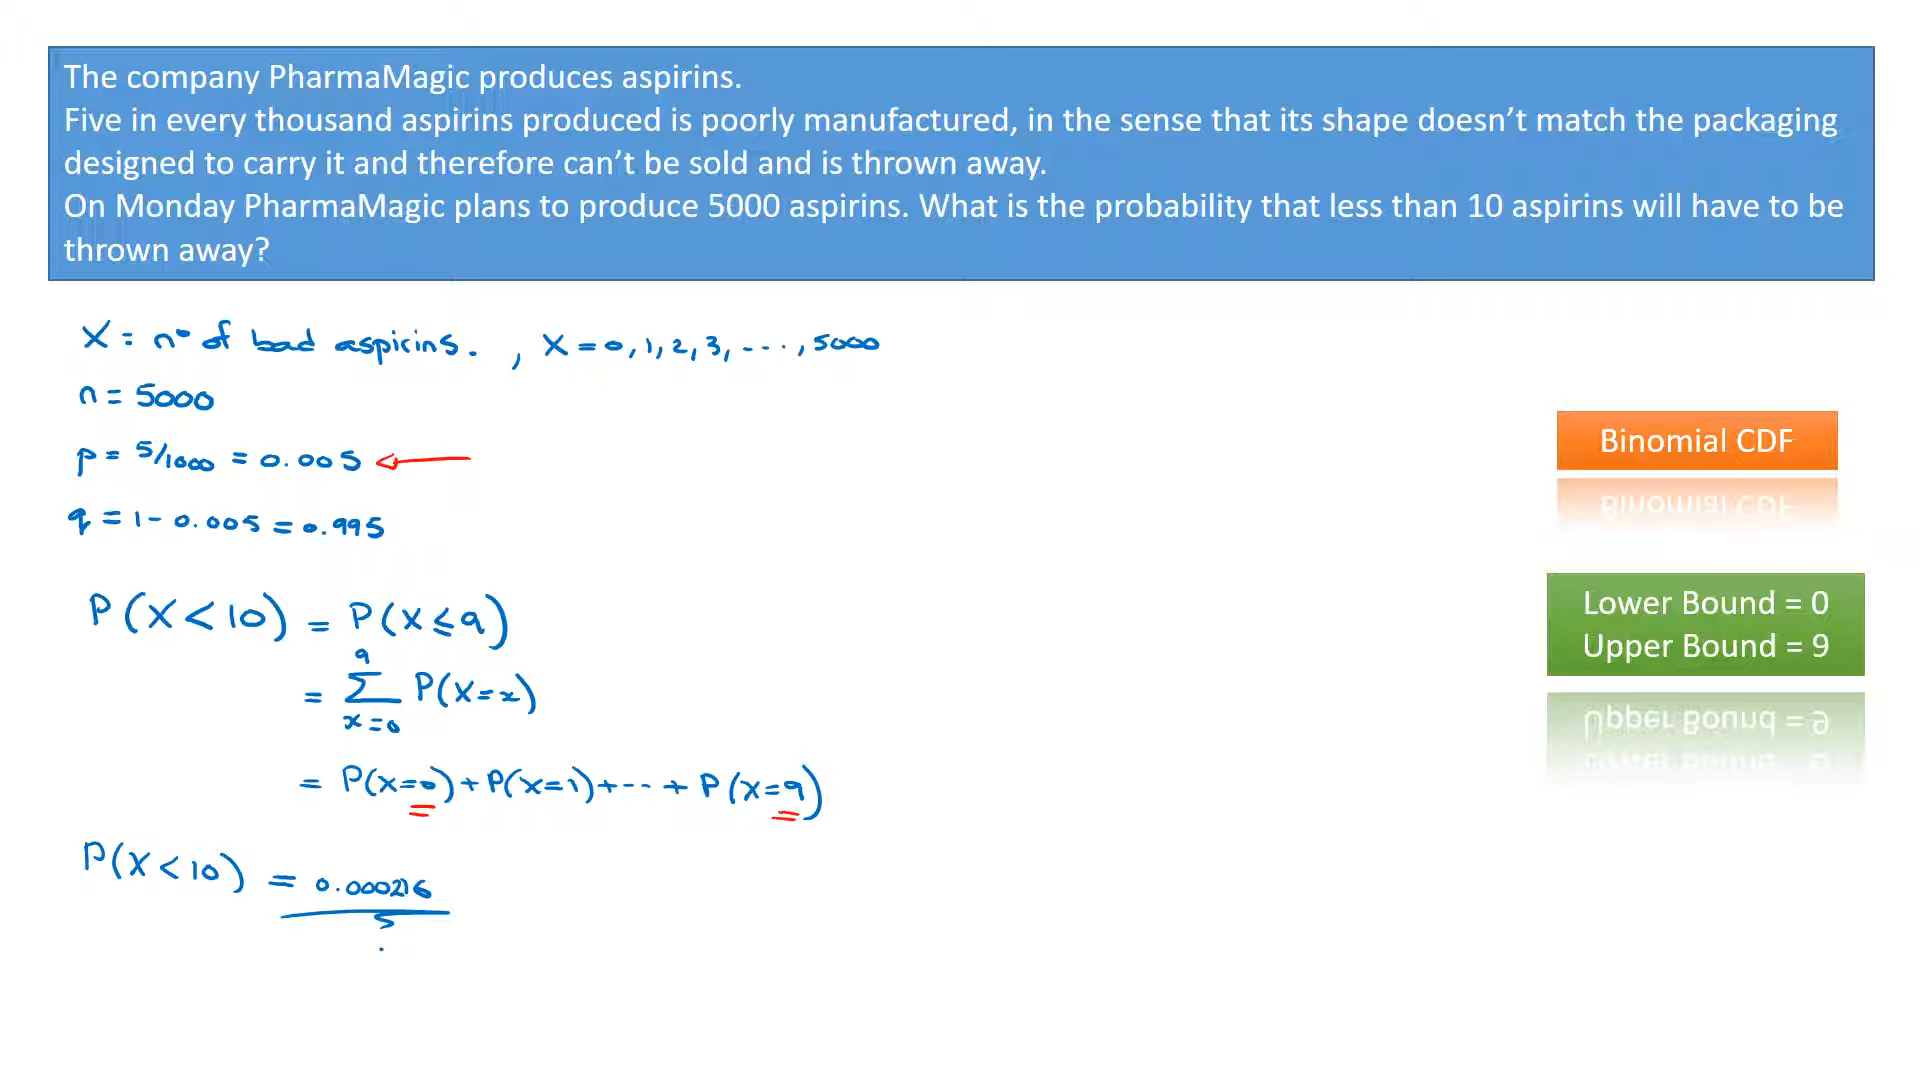 The company PharmaMagic produces aspirins.
Five in every thousand aspirins produced is poorly manufactured, in the sense that its shape doesn’t match the packaging
designed to carry it and therefore can’t be sold and is thrown away.
On Monday PharmaMagic plans to produce 5000 aspirins. What is the probability that less than 10 aspirins will have to be
thrown away?
X = nº of bad aspirins. , X = 0, 1, 2, 3, ..., 5000
n = 5000
p = 5/1000 = 0.005
q = 1 - 0.005 = 0.995
Binomial CDF
Lower Bound = 0
Upper Bound = 9
P(X < 10) = P(X ≤ 9)
= ∑_{x=0}^{9} P(X=x)
= P(X=0) + P(X=1) + ... + P(X=9)
P(X < 10) = 0.000216